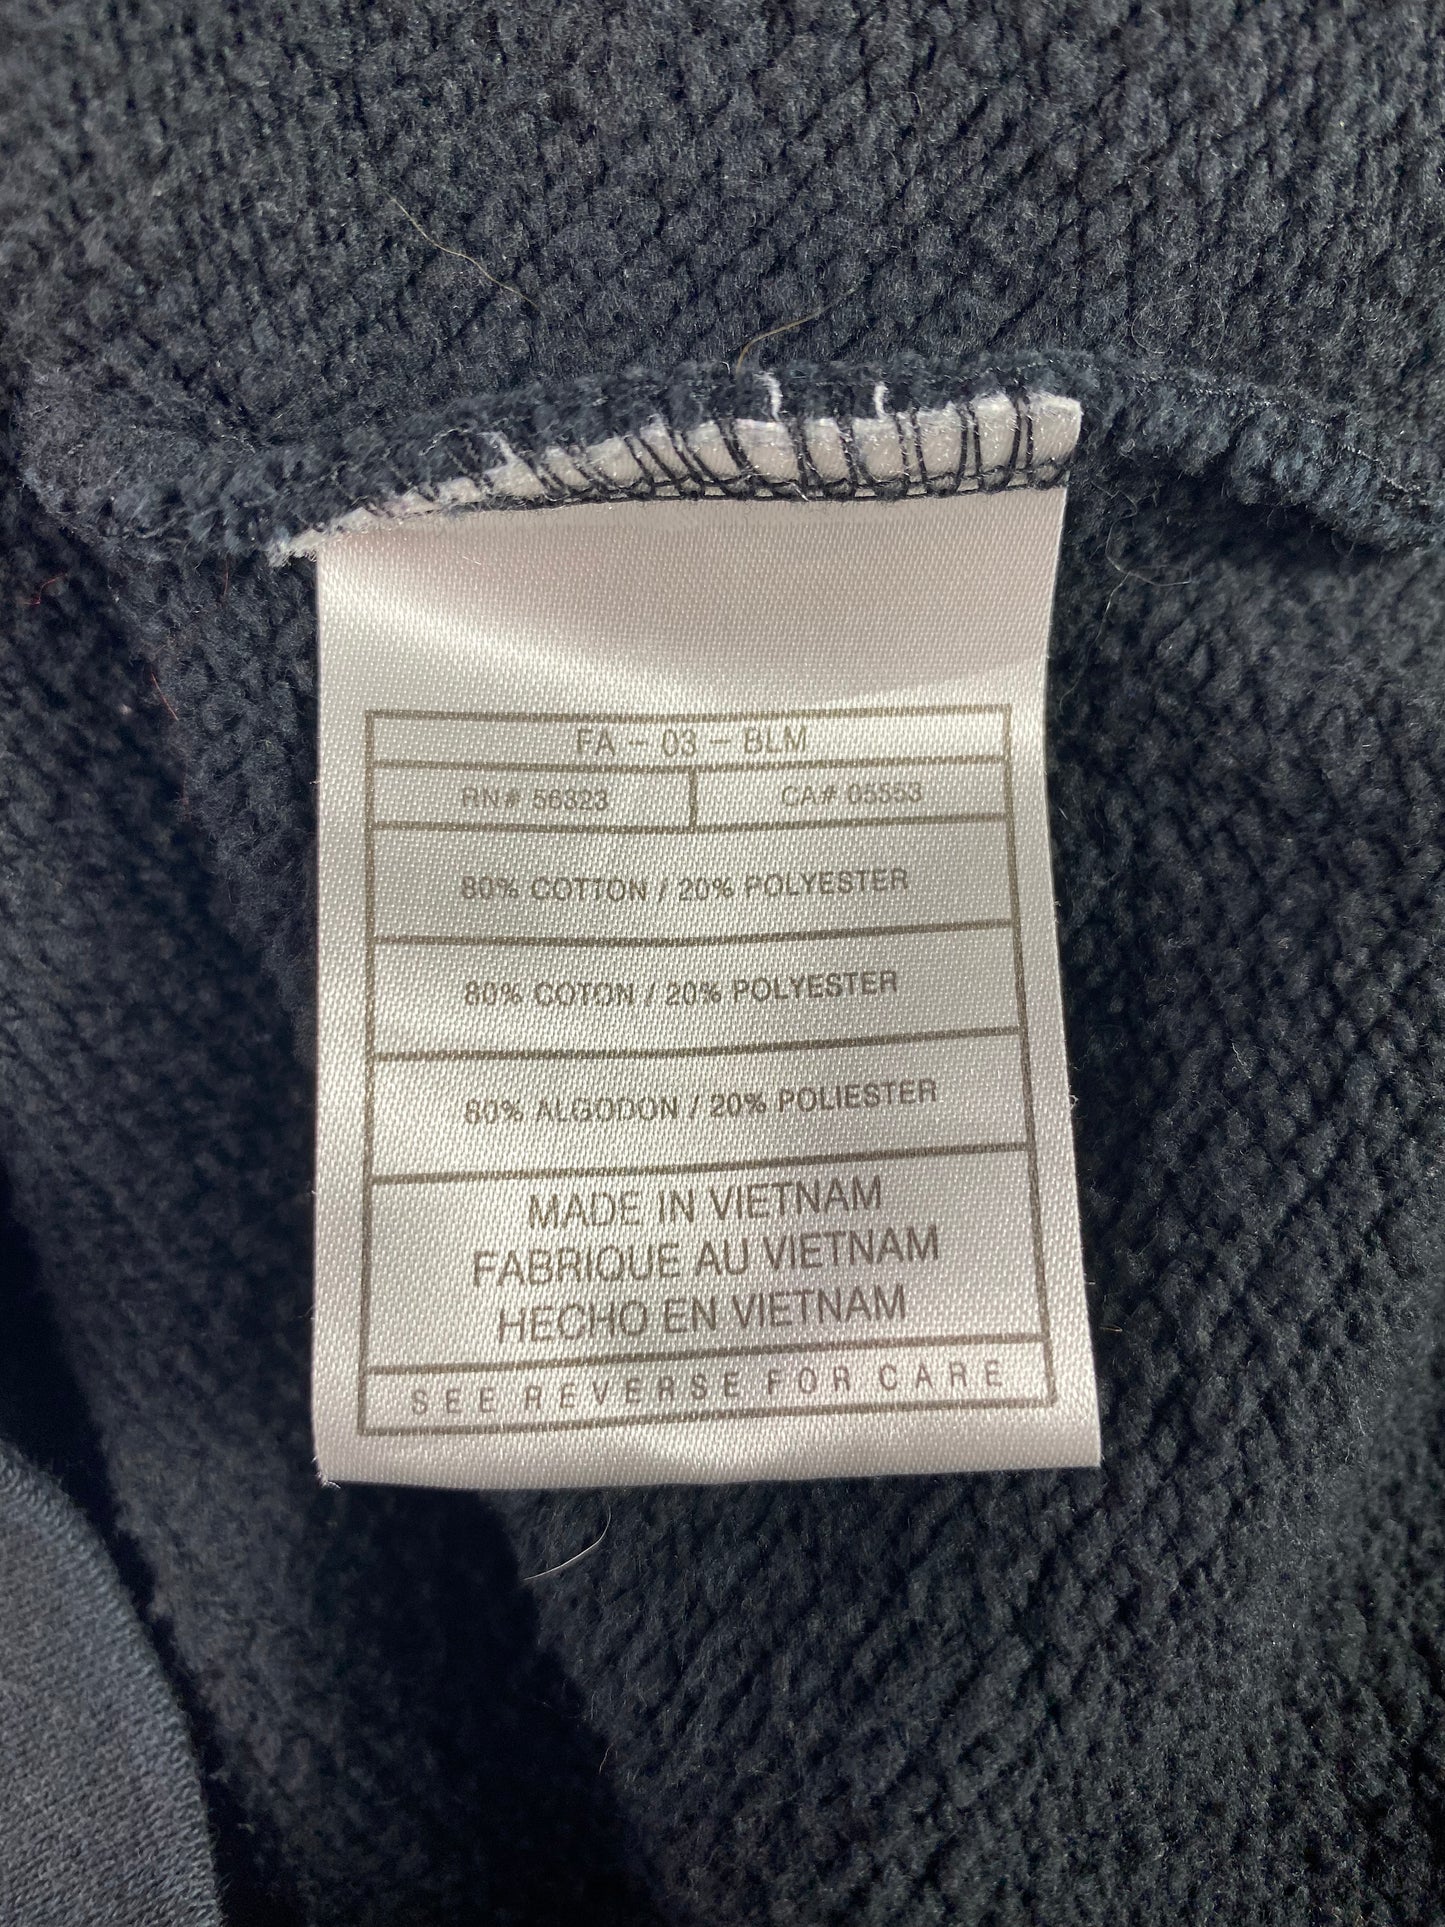 FA - 03 - BLM
RN# 56323 CA# 05553
80% COTTON / 20% POLYESTER
80% COTON / 20% POLYESTER
80% ALGODON / 20% POLIESTER
MADE IN VIETNAM
FABRIQUE AU VIETNAM
HECHO EN VIETNAM
SEE REVERSE FOR CARE